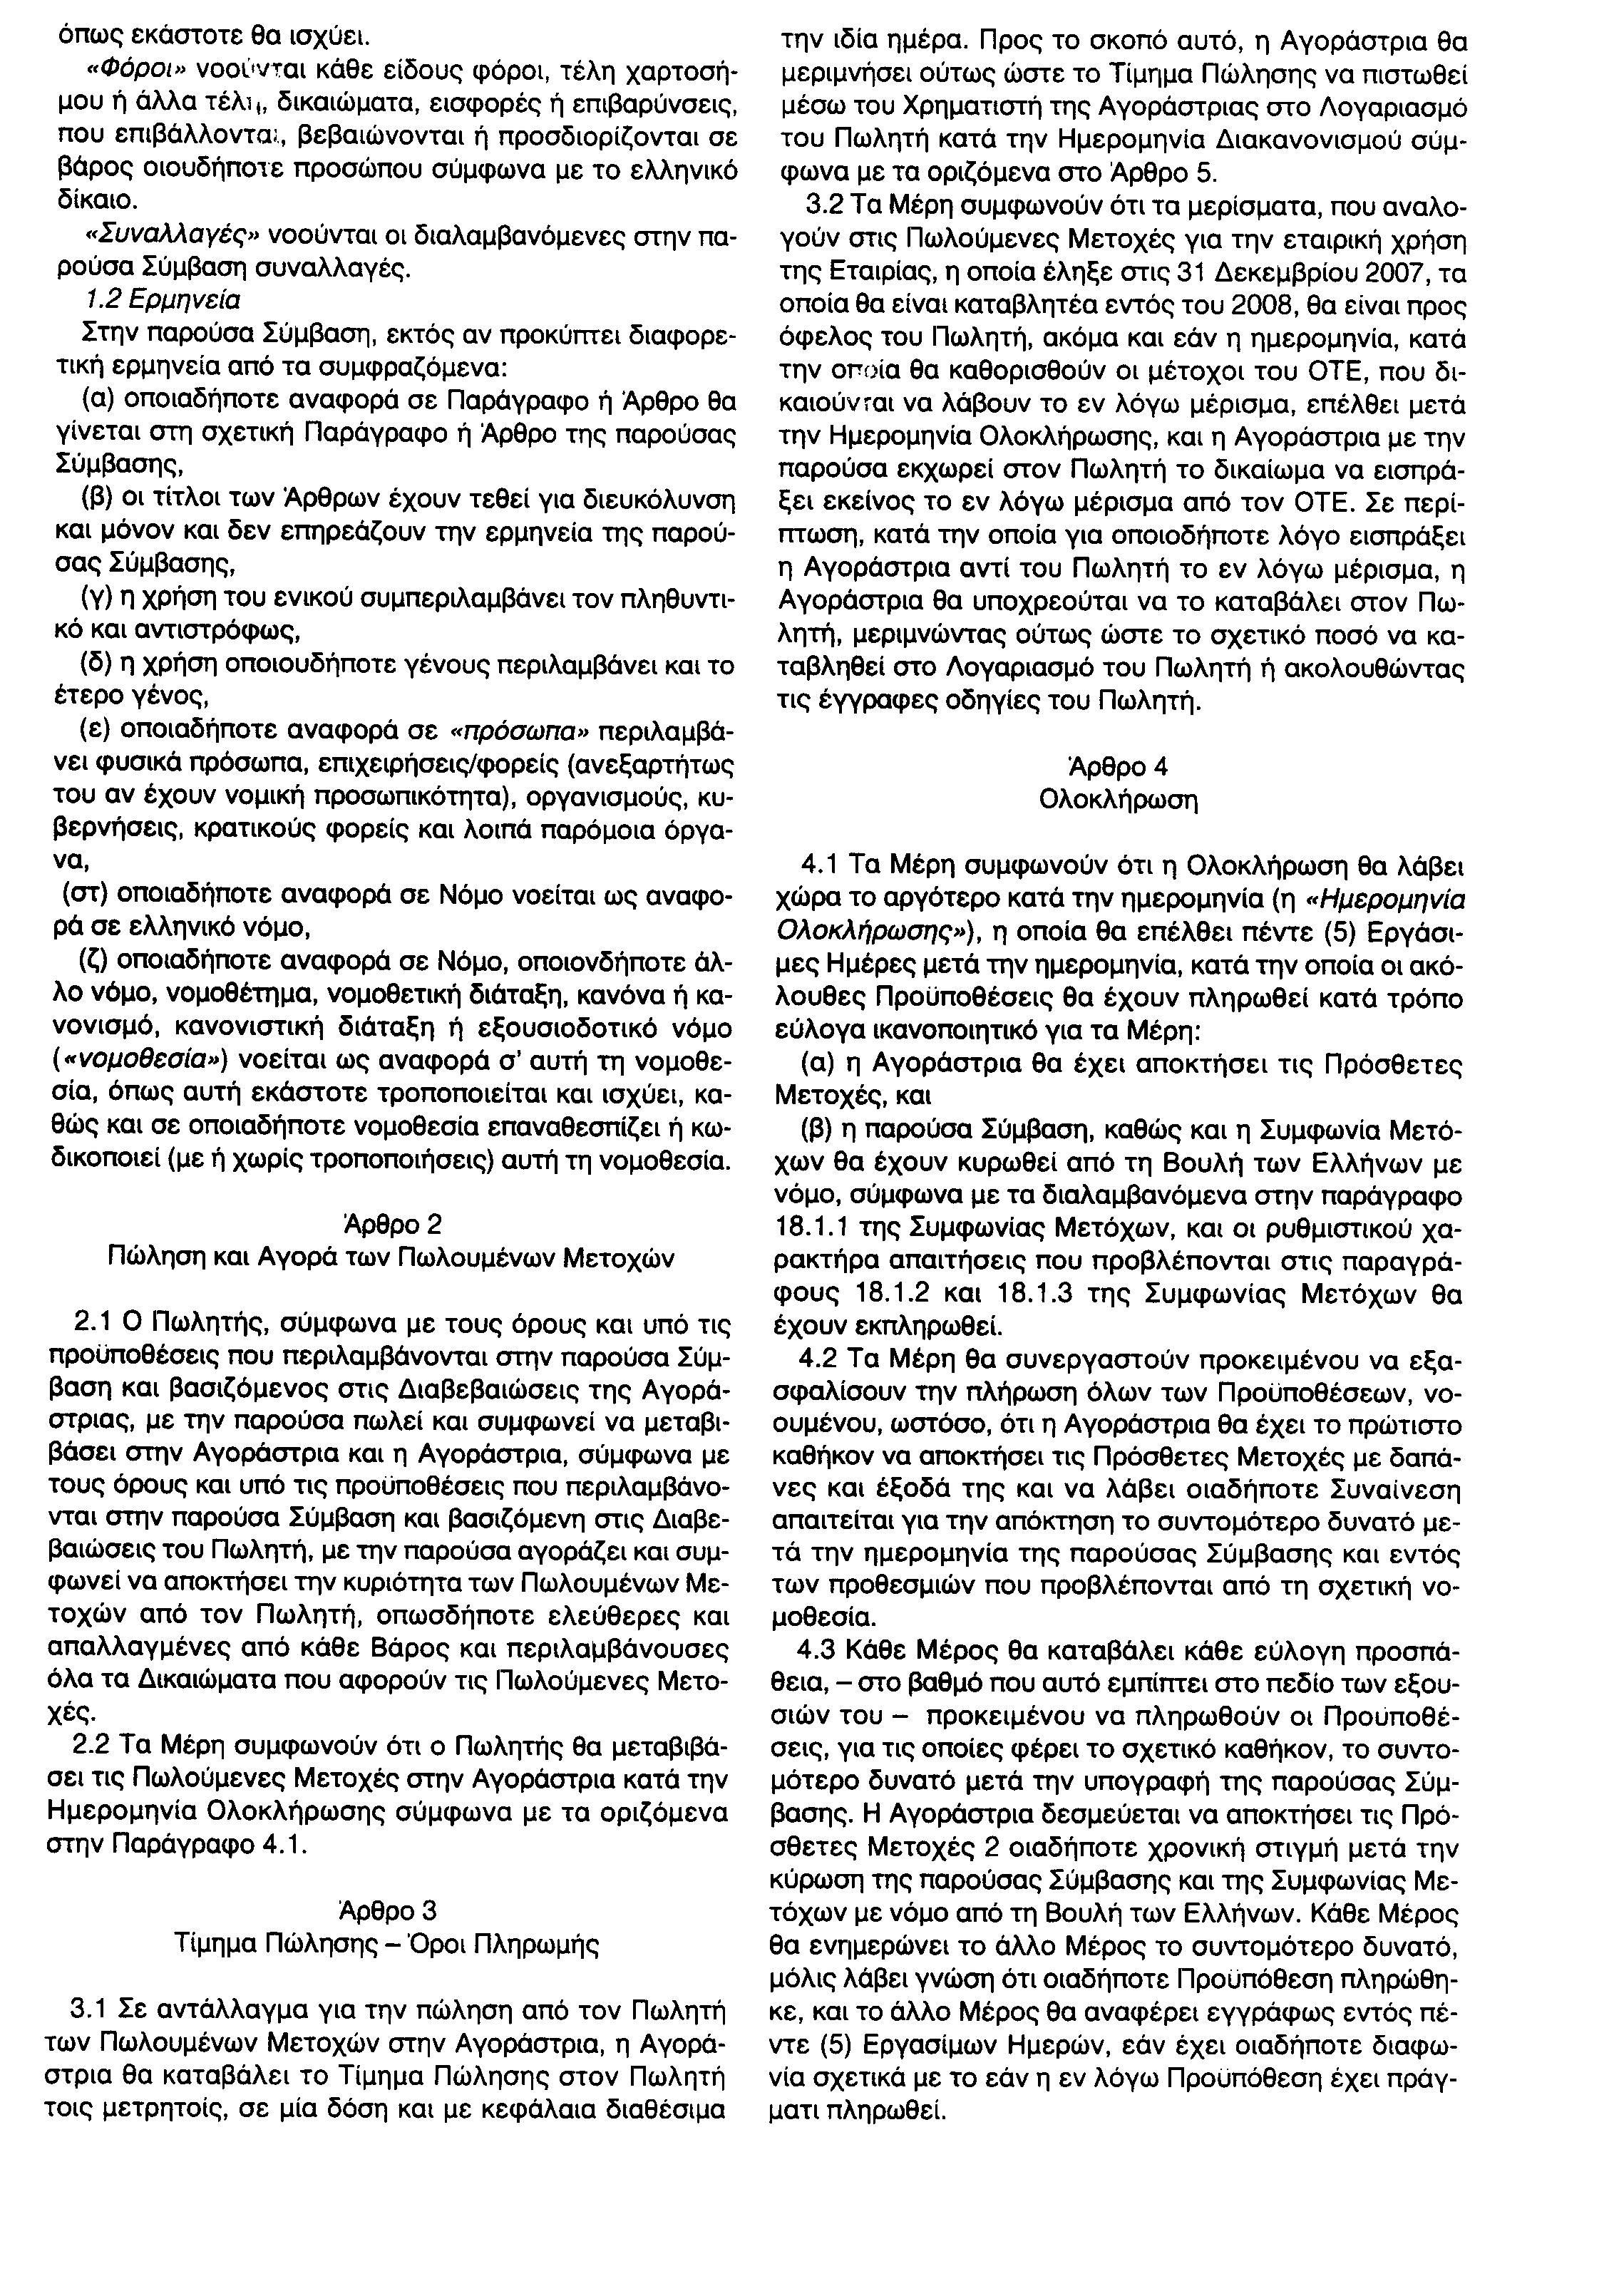 όπως εκάστοτε θα ισχύει.
«Φόροι» νοούνται κάθε είδους φόροι, τέλη χαρτοσή-
μου ή άλλα τέλη, δικαιώματα, εισφορές ή επιβαρύνσεις,
που επιβάλλονται, βεβαιώνονται ή προσδιορίζονται σε
βάρος οιουδήποτε προσώπου σύμφωνα με το ελληνικό
δίκαιο.
«Συναλλαγές» νοούνται οι διαλαμβανόμενες στην πα-
ρούσα Σύμβαση συναλλαγές.
1.2 Ερμηνεία
Στην παρούσα Σύμβαση, εκτός αν προκύπτει διαφορε-
τική ερμηνεία από τα συμφραζόμενα:
(α) οποιαδήποτε αναφορά σε Παράγραφο ή Άρθρο θα
γίνεται στη σχετική Παράγραφο ή Άρθρο της παρούσας
Σύμβασης,
(β) οι τίτλοι των Άρθρων έχουν τεθεί για διευκόλυνση
και μόνον και δεν επηρεάζουν την ερμηνεία της παρού-
σας Σύμβασης,
(γ) η χρήση του ενικού συμπεριλαμβάνει τον πληθυντι-
κό και αντιστρόφως,
(δ) η χρήση οποιουδήποτε γένους περιλαμβάνει και το
έτερο γένος,
(ε) οποιαδήποτε αναφορά σε «πρόσωπα» περιλαμβά-
νει φυσικά πρόσωπα, επιχειρήσεις/φορείς (ανεξαρτήτως
του αν έχουν νομική προσωπικότητα), οργανισμούς, κυ-
βερνήσεις, κρατικούς φορείς και λοιπά παρόμοια όργα-
να,
(στ) οποιαδήποτε αναφορά σε Νόμο νοείται ως αναφο-
ρά σε ελληνικό νόμο,
(ζ) οποιαδήποτε αναφορά σε Νόμο, οποιονδήποτε άλ-
λο νόμο, νομοθέτημα, νομοθετική διάταξη, κανόνα ή κα-
νονισμό, κανονιστική διάταξη ή εξουσιοδοτικό νόμο
(«νομοθεσία») νοείται ως αναφορά σ' αυτή τη νομοθε-
σία, όπως αυτή εκάστοτε τροποποιείται και ισχύει, κα-
θώς και σε οποιαδήποτε νομοθεσία επαναθεσπίζει ή κω-
δικοποιεί (με ή χωρίς τροποποιήσεις) αυτή τη νομοθεσία.
Άρθρο 2
Πώληση και Αγορά των Πωλουμένων Μετοχών
2.1 Ο Πωλητής, σύμφωνα με τους όρους και υπό τις
προϋποθέσεις που περιλαμβάνονται στην παρούσα Σύμ-
βαση και βασιζόμενος στις Διαβεβαιώσεις της Αγορά-
στριας, με την παρούσα πωλεί και συμφωνεί να μεταβι-
βάσει στην Αγοράστρια και η Αγοράστρια, σύμφωνα με
τους όρους και υπό τις προϋποθέσεις που περιλαμβάνο-
νται στην παρούσα Σύμβαση και βασιζόμενη στις Διαβε-
βαιώσεις του Πωλητή, με την παρούσα αγοράζει και συμ-
φωνεί να αποκτήσει την κυριότητα των Πωλουμένων Με-
τοχών από τον Πωλητή, οπωσδήποτε ελεύθερες και
απαλλαγμένες από κάθε Βάρος και περιλαμβάνουσες
όλα τα Δικαιώματα που αφορούν τις Πωλούμενες Μετο-
χές.
2.2 Τα Μέρη συμφωνούν ότι ο Πωλητής θα μεταβιβά-
σει τις Πωλούμενες Μετοχές στην Αγοράστρια κατά την
Ημερομηνία Ολοκλήρωσης σύμφωνα με τα οριζόμενα
στην Παράγραφο 4.1.
Άρθρο 3
Τίμημα Πώλησης – Όροι Πληρωμής
3.1 Σε αντάλλαγμα για την πώληση από τον Πωλητή
των Πωλουμένων Μετοχών στην Αγοράστρια, η Αγορά-
στρια θα καταβάλει το Τίμημα Πώλησης στον Πωλητή
τοις μετρητοίς, σε μία δόση και με κεφάλαια διαθέσιμα
την ιδία ημέρα. Προς το σκοπό αυτό, η Αγοράστρια θα
μεριμνήσει ούτως ώστε το Τίμημα Πώλησης να πιστωθεί
μέσω του Χρηματιστή της Αγοράστριας στο Λογαριασμό
του Πωλητή κατά την Ημερομηνία Διακανονισμού σύμ-
φωνα με τα οριζόμενα στο Άρθρο 5.
3.2 Τα Μέρη συμφωνούν ότι τα μερίσματα, που αναλο-
γούν στις Πωλούμενες Μετοχές για την εταιρική χρήση
της Εταιρίας, η οποία έληξε στις 31 Δεκεμβρίου 2007, τα
οποία θα είναι καταβλητέα εντός του 2008, θα είναι προς
όφελος του Πωλητή, ακόμα και εάν η ημερομηνία, κατά
την οποία θα καθορισθούν οι μέτοχοι του ΟΤΕ, που δι-
καιούνται να λάβουν το εν λόγω μέρισμα, επέλθει μετά
την Ημερομηνία Ολοκλήρωσης, και η Αγοράστρια με την
παρούσα εκχωρεί στον Πωλητή το δικαίωμα να εισπρά-
ξει εκείνος το εν λόγω μέρισμα από τον ΟΤΕ. Σε περί-
πτωση, κατά την οποία για οποιοδήποτε λόγο εισπράξει
η Αγοράστρια αντί του Πωλητή το εν λόγω μέρισμα, η
Αγοράστρια θα υποχρεούται να το καταβάλει στον Πω-
λητή, μεριμνώντας ούτως ώστε το σχετικό ποσό να κα-
ταβληθεί στο Λογαριασμό του Πωλητή ή ακολουθώντας
τις έγγραφες οδηγίες του Πωλητή.
Άρθρο 4
Ολοκλήρωση
4.1 Τα Μέρη συμφωνούν ότι η Ολοκλήρωση θα λάβει
χώρα το αργότερο κατά την ημερομηνία (η «Ημερομηνία
Ολοκλήρωσης»), η οποία θα επέλθει πέντε (5) Εργάσι-
μες Ημέρες μετά την ημερομηνία, κατά την οποία οι ακό-
λουθες Προϋποθέσεις θα έχουν πληρωθεί κατά τρόπο
εύλογα ικανοποιητικό για τα Μέρη:
(α) η Αγοράστρια θα έχει αποκτήσει τις Πρόσθετες
Μετοχές, και
(β) η παρούσα Σύμβαση, καθώς και η Συμφωνία Μετό-
χων θα έχουν κυρωθεί από τη Βουλή των Ελλήνων με
νόμο, σύμφωνα με τα διαλαμβανόμενα στην παράγραφο
18.1.1 της Συμφωνίας Μετόχων, και οι ρυθμιστικού χα-
ρακτήρα απαιτήσεις που προβλέπονται στις παραγρά-
φους 18.1.2 και 18.1.3 της Συμφωνίας Μετόχων θα
έχουν εκπληρωθεί.
4.2 Τα Μέρη θα συνεργαστούν προκειμένου να εξα-
σφαλίσουν την πλήρωση όλων των Προϋποθέσεων, νο-
ουμένου, ωστόσο, ότι η Αγοράστρια θα έχει το πρώτιστο
καθήκον να αποκτήσει τις Πρόσθετες Μετοχές με δαπά-
νες και έξοδά της και να λάβει οιαδήποτε Συναίνεση
απαιτείται για την απόκτηση το συντομότερο δυνατό με-
τά την ημερομηνία της παρούσας Σύμβασης και εντός
των προθεσμιών που προβλέπονται από τη σχετική νο-
μοθεσία.
4.3 Κάθε Μέρος θα καταβάλει κάθε εύλογη προσπά-
θεια, – στο βαθμό που αυτό εμπίπτει στο πεδίο των εξου-
σιών του – προκειμένου να πληρωθούν οι Προϋποθέ-
σεις, για τις οποίες φέρει το σχετικό καθήκον, το συντο-
μότερο δυνατό μετά την υπογραφή της παρούσας Σύμ-
βασης. Η Αγοράστρια δεσμεύεται να αποκτήσει τις Πρό-
σθετες Μετοχές 2 οιαδήποτε χρονική στιγμή μετά την
κύρωση της παρούσας Σύμβασης και της Συμφωνίας Με-
τόχων με νόμο από τη Βουλή των Ελλήνων. Κάθε Μέρος
θα ενημερώνει το άλλο Μέρος το συντομότερο δυνατό,
μόλις λάβει γνώση ότι οιαδήποτε Προϋπόθεση πληρώθη-
κε, και το άλλο Μέρος θα αναφέρει εγγράφως εντός πέ-
ντε (5) Εργασίμων Ημερών, εάν έχει οιαδήποτε διαφω-
νία σχετικά με το εάν η εν λόγω Προϋπόθεση έχει πράγ-
ματι πληρωθεί.